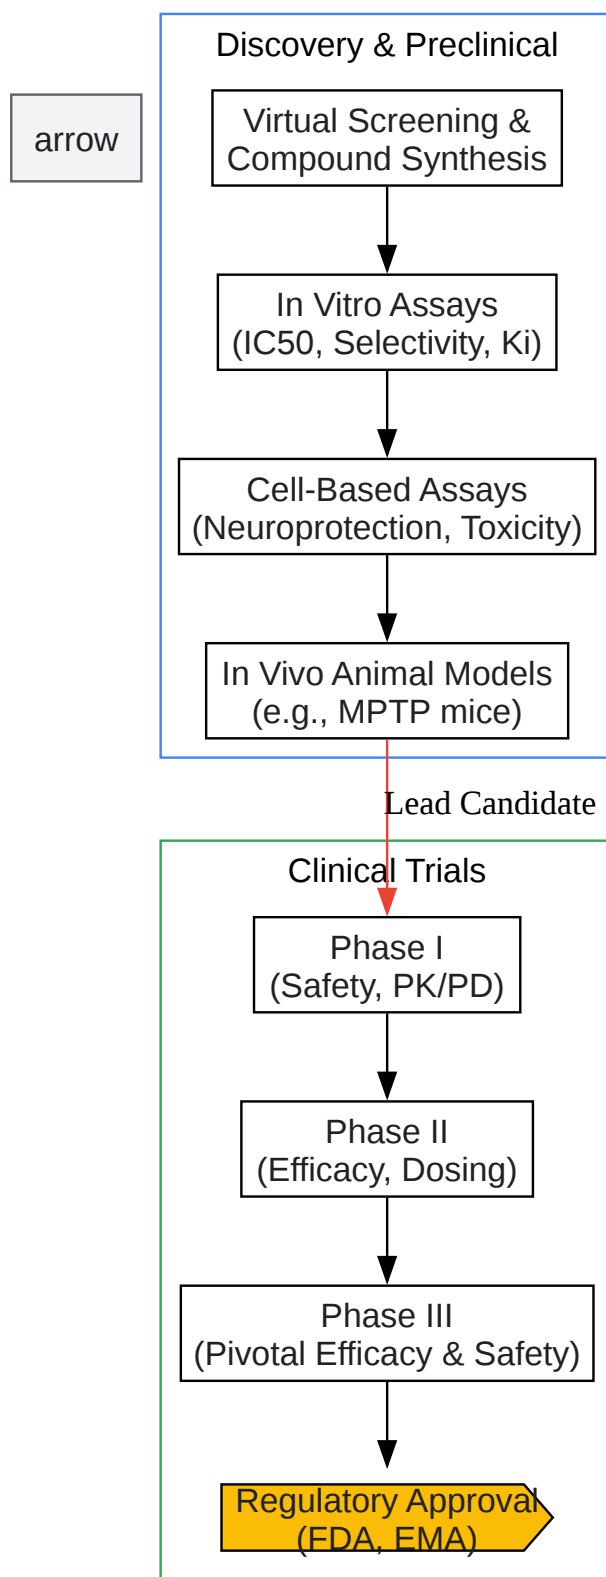 Discovery & Preclinical
arrow
Virtual Screening &
Compound Synthesis
In Vitro Assays
(IC50, Selectivity, Ki)
Cell-Based Assays
(Neuroprotection, Toxicity)
In Vivo Animal Models
(e.g., MPTP mice)
Lead Candidate
Clinical Trials
Phase I
(Safety, PK/PD)
Phase II
(Efficacy, Dosing)
Phase III
(Pivotal Efficacy & Safety)
Regulatory Approval
(FDA, EMA)